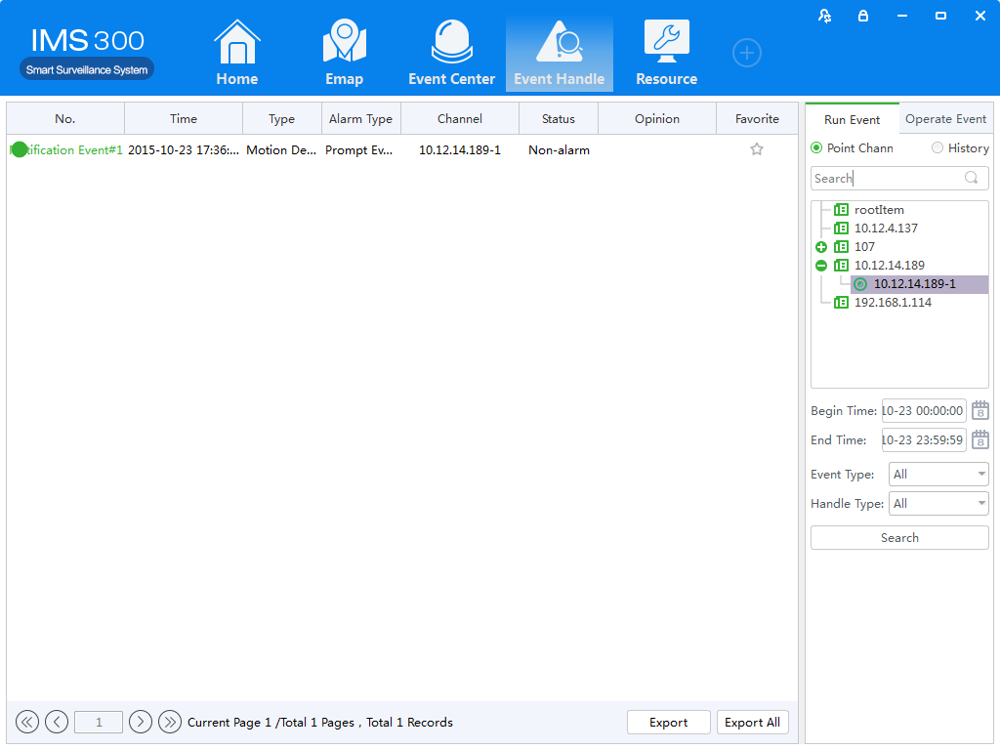 IMS 300
Smart Surveillance System
Home
Emap
Event Center
Event Handle
Resource
No. Time Type Alarm Type Channel Status Opinion Favorite
tification Event#1 2015-10-23 17:36:... Motion De... Prompt Ev... 10.12.14.189-1 Non-alarm
Run Event Operate Event
Point Chann History
Search
rootItem
10.12.4.137
107
10.12.14.189
10.12.14.189-1
192.168.1.114
Begin Time: 10-23 00:00:00 8
End Time: 10-23 23:59:59 8
Event Type: All
Handle Type: All
Search
1 Current Page 1 /Total 1 Pages , Total 1 Records Export Export All